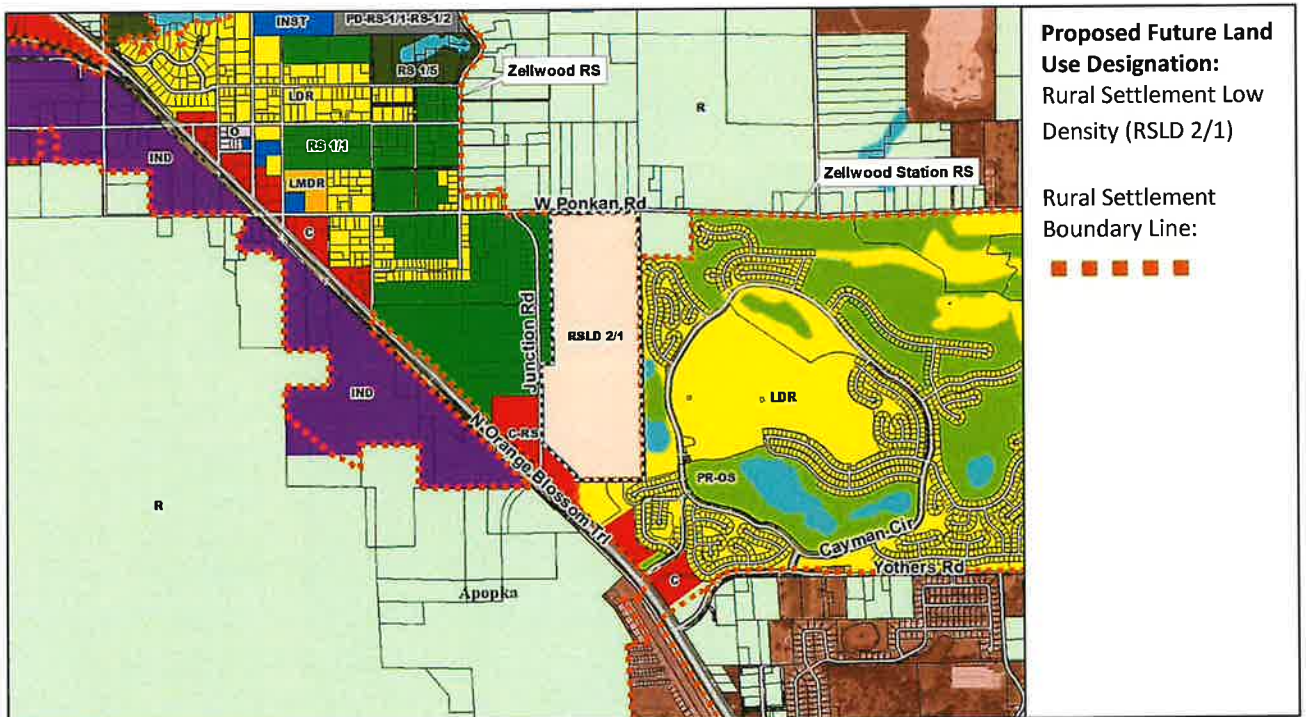 INST
PD-RS-1/1-RS-1/2
RS 1/5
Zellwood RS
LDR
R
O
IND
RS 1/1
LMDR
Zellwood Station RS
W Ponkan Rd
C
Junction Rd
RSLD 2/1
IND
LDR
C-RS
N Orange Blossom Trl
R
PR-OS
Cayman Cir
Yothers Rd
C
Apopka
Proposed Future Land
Use Designation:
Rural Settlement Low
Density (RSLD 2/1)
Rural Settlement
Boundary Line: